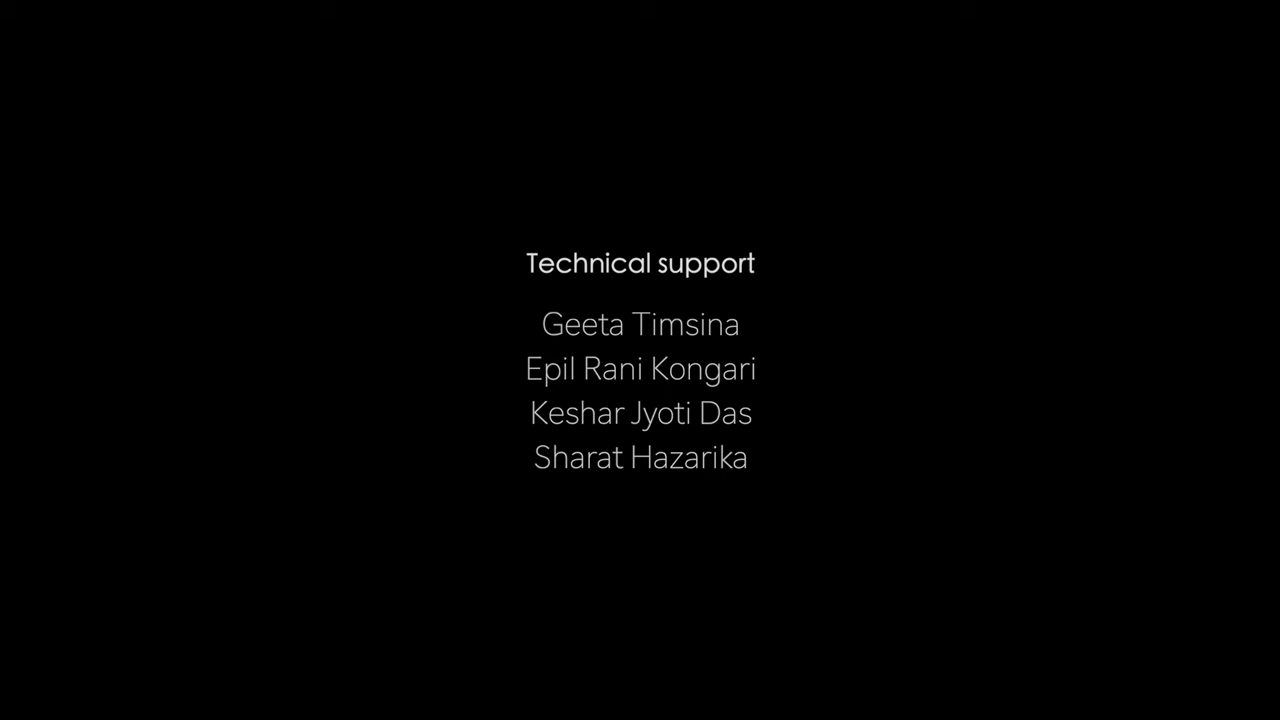 Technical support
Geeta Timsina
Epil Rani Kongari
Keshar Jyoti Das
Sharat Hazarika